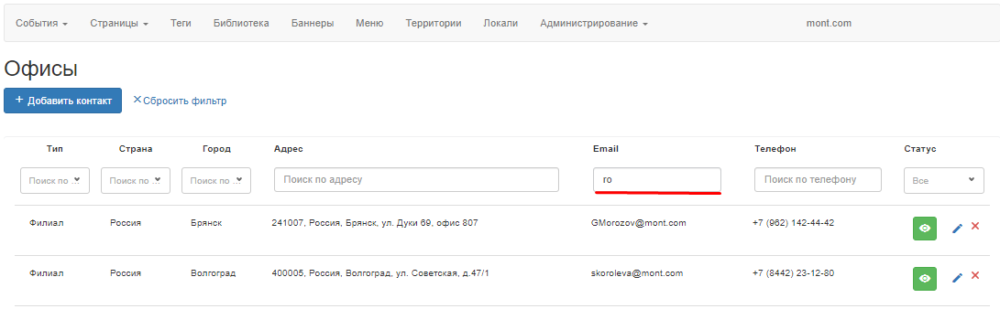 События Страницы Теги Библиотека Баннеры Меню Территории Локали Администрирование mont.com
Офисы
+ Добавить контакт ×Сбросить фильтр
Тип Страна Город Адрес Email Телефон Статус
Поиск по ... Поиск по ... Поиск по ... Поиск по адресу ro Поиск по телефону Все
Филиал Россия Брянск 241007, Россия, Брянск, ул. Дуки 69, офис 807 GMorozov@mont.com +7 (962) 142-44-42
Филиал Россия Волгоград 400005, Россия, Волгоград, ул. Советская, д.47/1 skoroleva@mont.com +7 (8442) 23-12-80